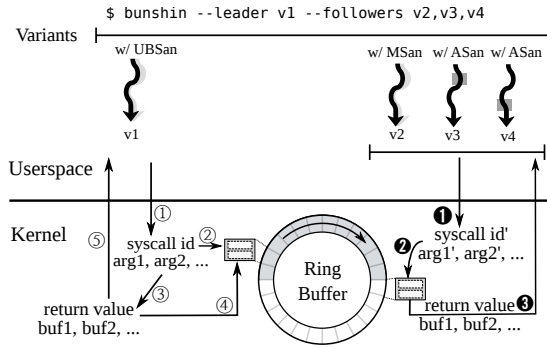 $ bunshin --leader v1 --followers v2,v3,v4
Variants
w/ UBSan
w/ MSan
w/ ASan
w/ ASan
v1
v2
v3
v4
Userspace
Kernel
①
syscall id
arg1, arg2, ...
②
③
return value
buf1, buf2, ...
④
⑤
Ring
Buffer
❶
syscall id'
arg1', arg2', ...
❷
return value
buf1, buf2, ...
❸